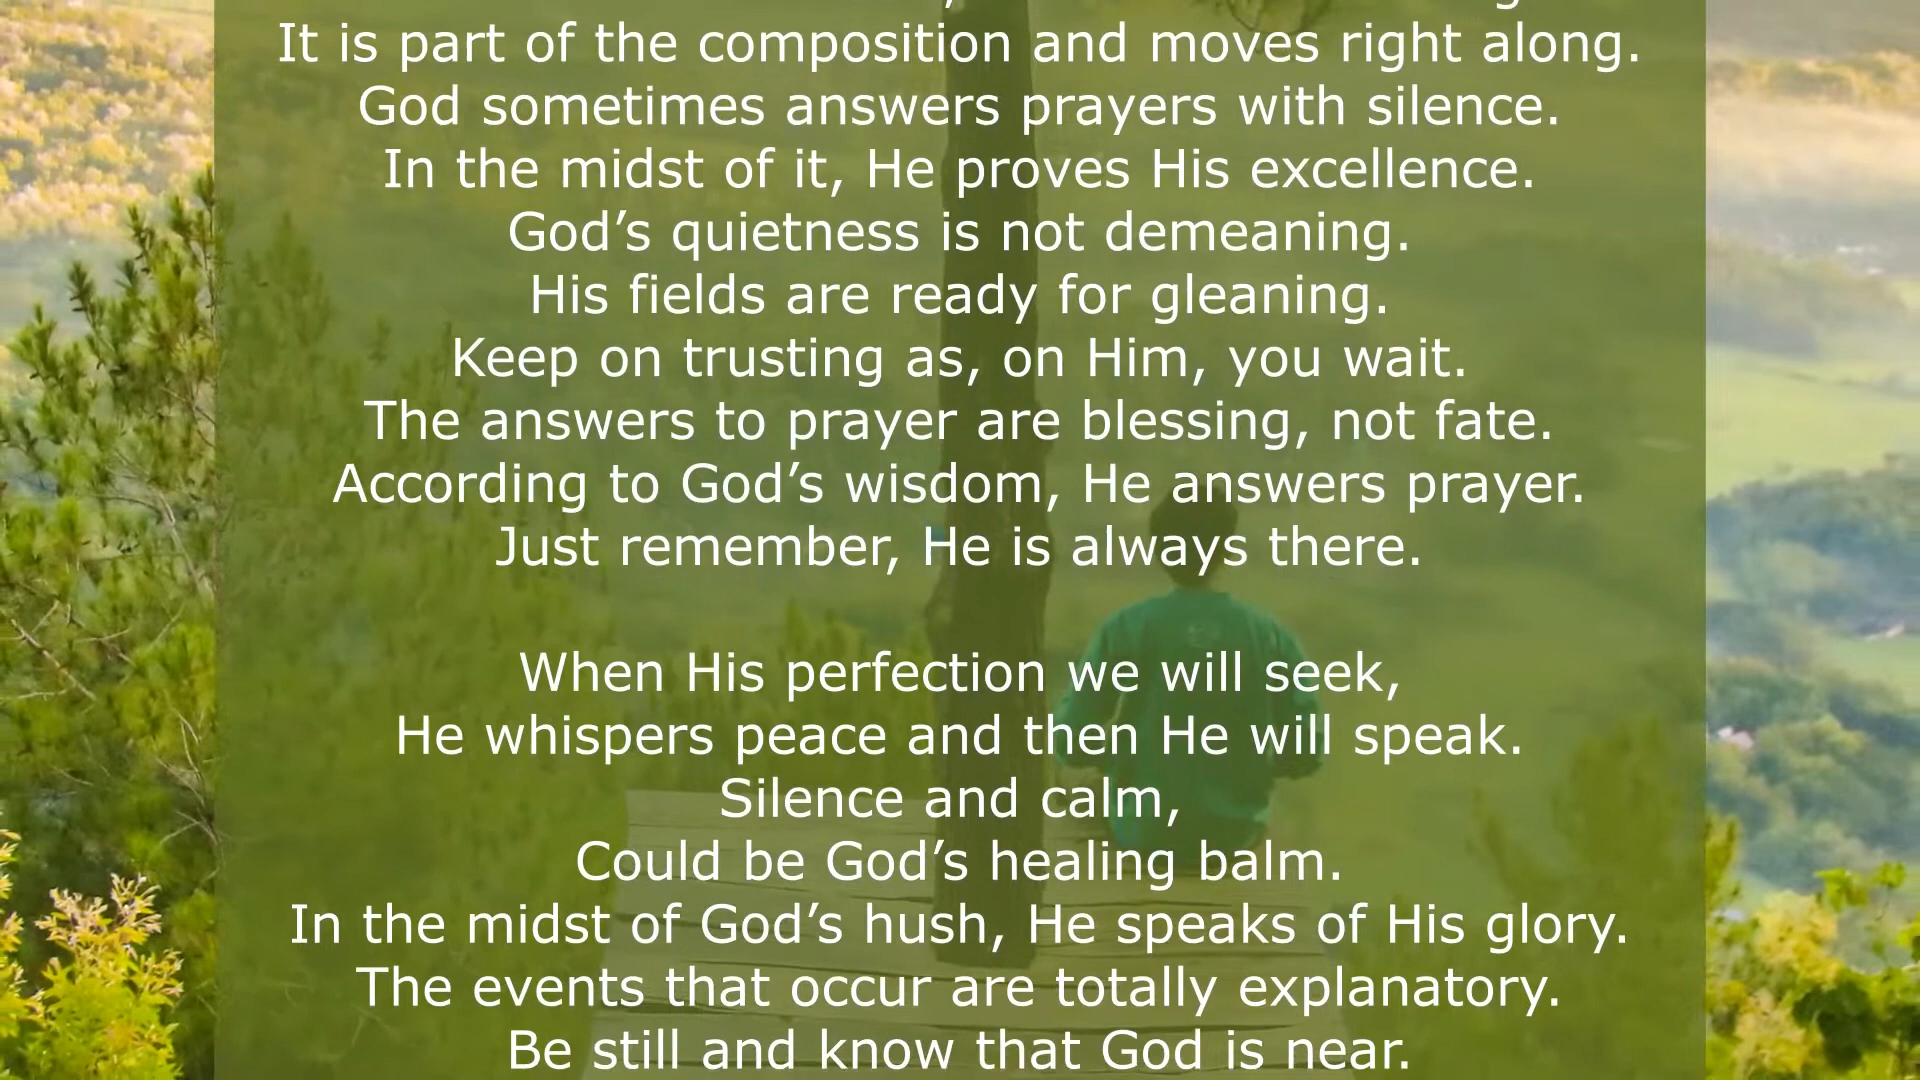 It is part of the composition and moves right along.
God sometimes answers prayers with silence.
In the midst of it, He proves His excellence.
God’s quietness is not demeaning.
His fields are ready for gleaning.
Keep on trusting as, on Him, you wait.
The answers to prayer are blessing, not fate.
According to God’s wisdom, He answers prayer.
Just remember, He is always there.
When His perfection we will seek,
He whispers peace and then He will speak.
Silence and calm,
Could be God’s healing balm.
In the midst of God’s hush, He speaks of His glory.
The events that occur are totally explanatory.
Be still and know that God is near.